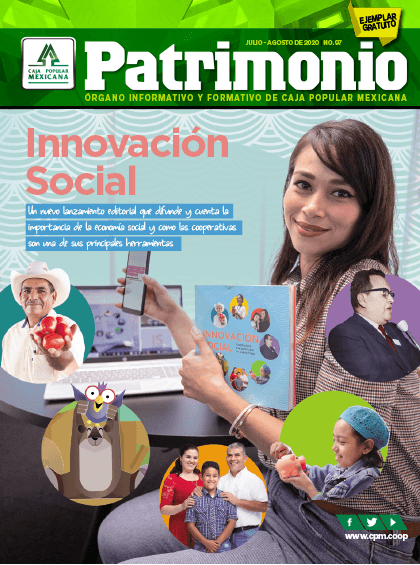 EJEMPLAR
GRATUITO
CAJA POPULAR
MEXICANA
JULIO - AGOSTO DE 2020 NO. 97
Patrimonio
ÓRGANO INFORMATIVO Y FORMATIVO DE CAJA POPULAR MEXICANA
Innovación
Social
Un nuevo lanzamiento editorial que difunde y cuenta la
importancia de la economía social y como las cooperativas
son una de sus principales herramientas
INNOVACIÓN
SOCIAL
www.cpm.coop